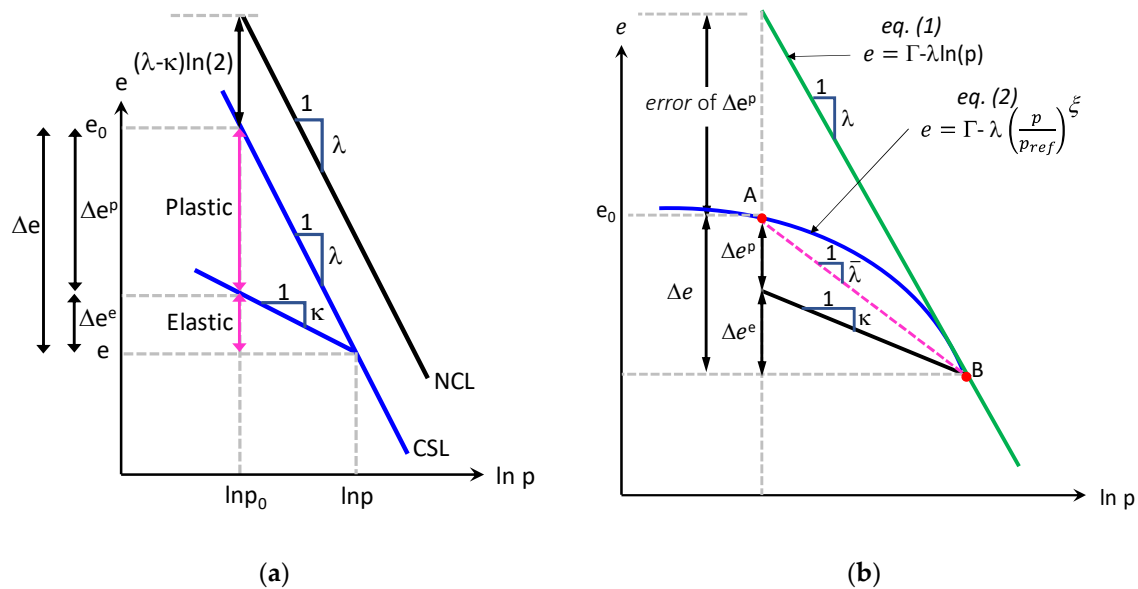 (λ-κ)ln(2)
e
1
λ
e₀
Δe
Δeᵖ
Plastic
1
λ
Δeᵉ
Elastic
1
κ
e
NCL
CSL
lnp₀
lnp
ln p
(a)
e
eq. (1)
e = Γ-λln(p)
error of Δeᵖ
1
λ
eq. (2)
e = Γ- λ (p/p_ref)^ξ
A
e₀
Δeᵖ
1
λ̄
Δe
1
κ
Δeᵉ
B
ln p
(b)